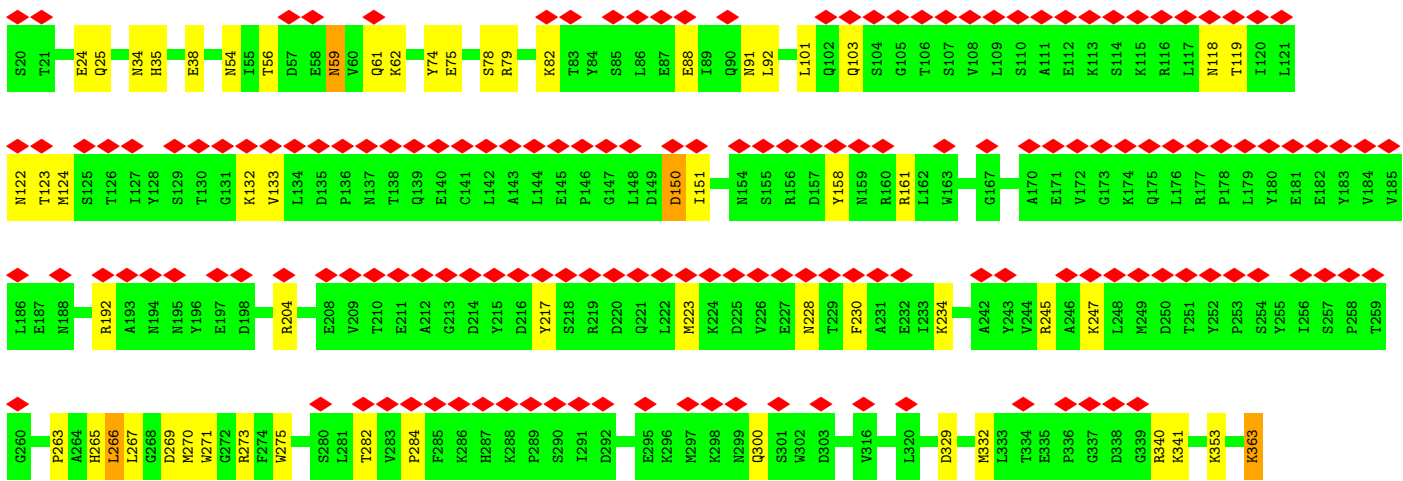 S20 T21 E24 Q25 N34 H35 E38 N54 I55 T56 D57 E58 N59 V60 Q61 K62 Y74 E75 S78 R79 K82 T83 Y84 S85 L86 E87 E88 I89 Q90 N91 L92 L101 Q102 Q103 S104 G105 T106 S107 V108 L109 S110 A111 E112 K113 S114 K115 R116 L117 N118 T119 I120 L121
N122 T123 M124 S125 T126 I127 Y128 S129 T130 G131 K132 V133 L134 D135 P136 N137 T138 Q139 E140 C141 L142 A143 L144 E145 P146 G147 L148 D149 D150 I151 N154 S155 R156 D157 Y158 N159 R160 R161 L162 W163 G167 A170 E171 V172 G173 K174 Q175 L176 R177 P178 L179 Y180 E181 E182 Y183 V184 V185
L186 E187 N188 R192 A193 N194 N195 Y196 E197 D198 R204 E208 V209 T210 E211 A212 G213 D214 Y215 D216 Y217 S218 R219 D220 Q221 L222 M223 K224 D225 V226 E227 N228 T229 F230 A231 E232 I233 K234 A242 Y243 V244 R245 A246 K247 L248 M249 D250 T251 Y252 P253 S254 Y255 I256 S257 P258 T259
G260 P263 A264 H265 L266 L267 G268 D269 M270 W271 G272 R273 F274 W275 S280 L281 T282 V283 P284 F285 K286 H287 K288 P289 S290 I291 D292 E295 K296 M297 K298 N299 Q300 S301 W302 D303 V316 L320 D329 M332 L333 T334 E335 P336 G337 D338 G339 R340 K341 K353 K363